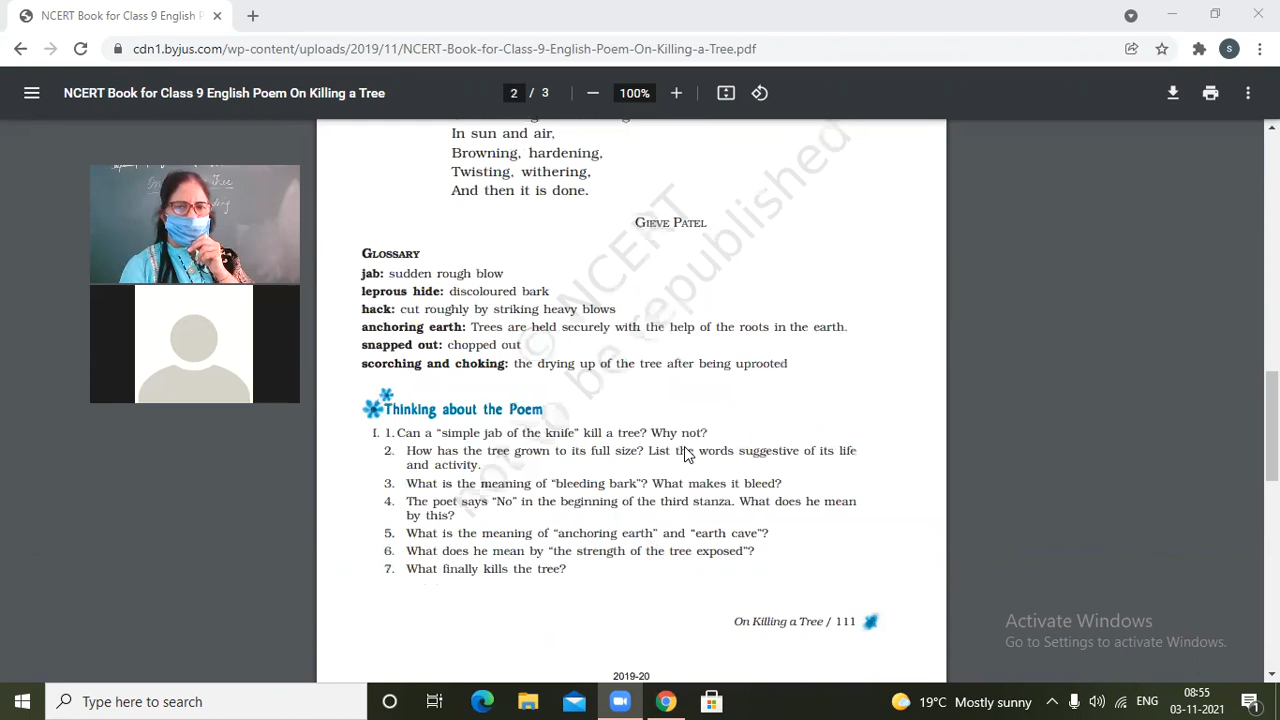 NCERT Book for Class 9 English P
cdn1.byjus.com/wp-content/uploads/2019/11/NCERT-Book-for-Class-9-English-Poem-On-Killing-a-Tree.pdf
S
NCERT Book for Class 9 English Poem On Killing a Tree
2 / 3
100%
In sun and air,
Browning, hardening,
Twisting, withering,
And then it is done.
GIEVE PATEL
GLOSSARY
jab: sudden rough blow
leprous hide: discoloured bark
hack: cut roughly by striking heavy blows
anchoring earth: Trees are held securely with the help of the roots in the earth.
snapped out: chopped out
scorching and choking: the drying up of the tree after being uprooted
Thinking about the Poem
I. 1. Can a “simple jab of the knife” kill a tree? Why not?
2. How has the tree grown to its full size? List the words suggestive of its life
and activity.
3. What is the meaning of “bleeding bark”? What makes it bleed?
4. The poet says “No” in the beginning of the third stanza. What does he mean
by this?
5. What is the meaning of “anchoring earth” and “earth cave”?
6. What does he mean by “the strength of the tree exposed”?
7. What finally kills the tree?
On Killing a Tree / 111
2019-20
© NCERT
not to be republished
Activate Windows
Go to Settings to activate Windows.
Type here to search
19°C Mostly sunny
ENG
08:55
03-11-2021
1